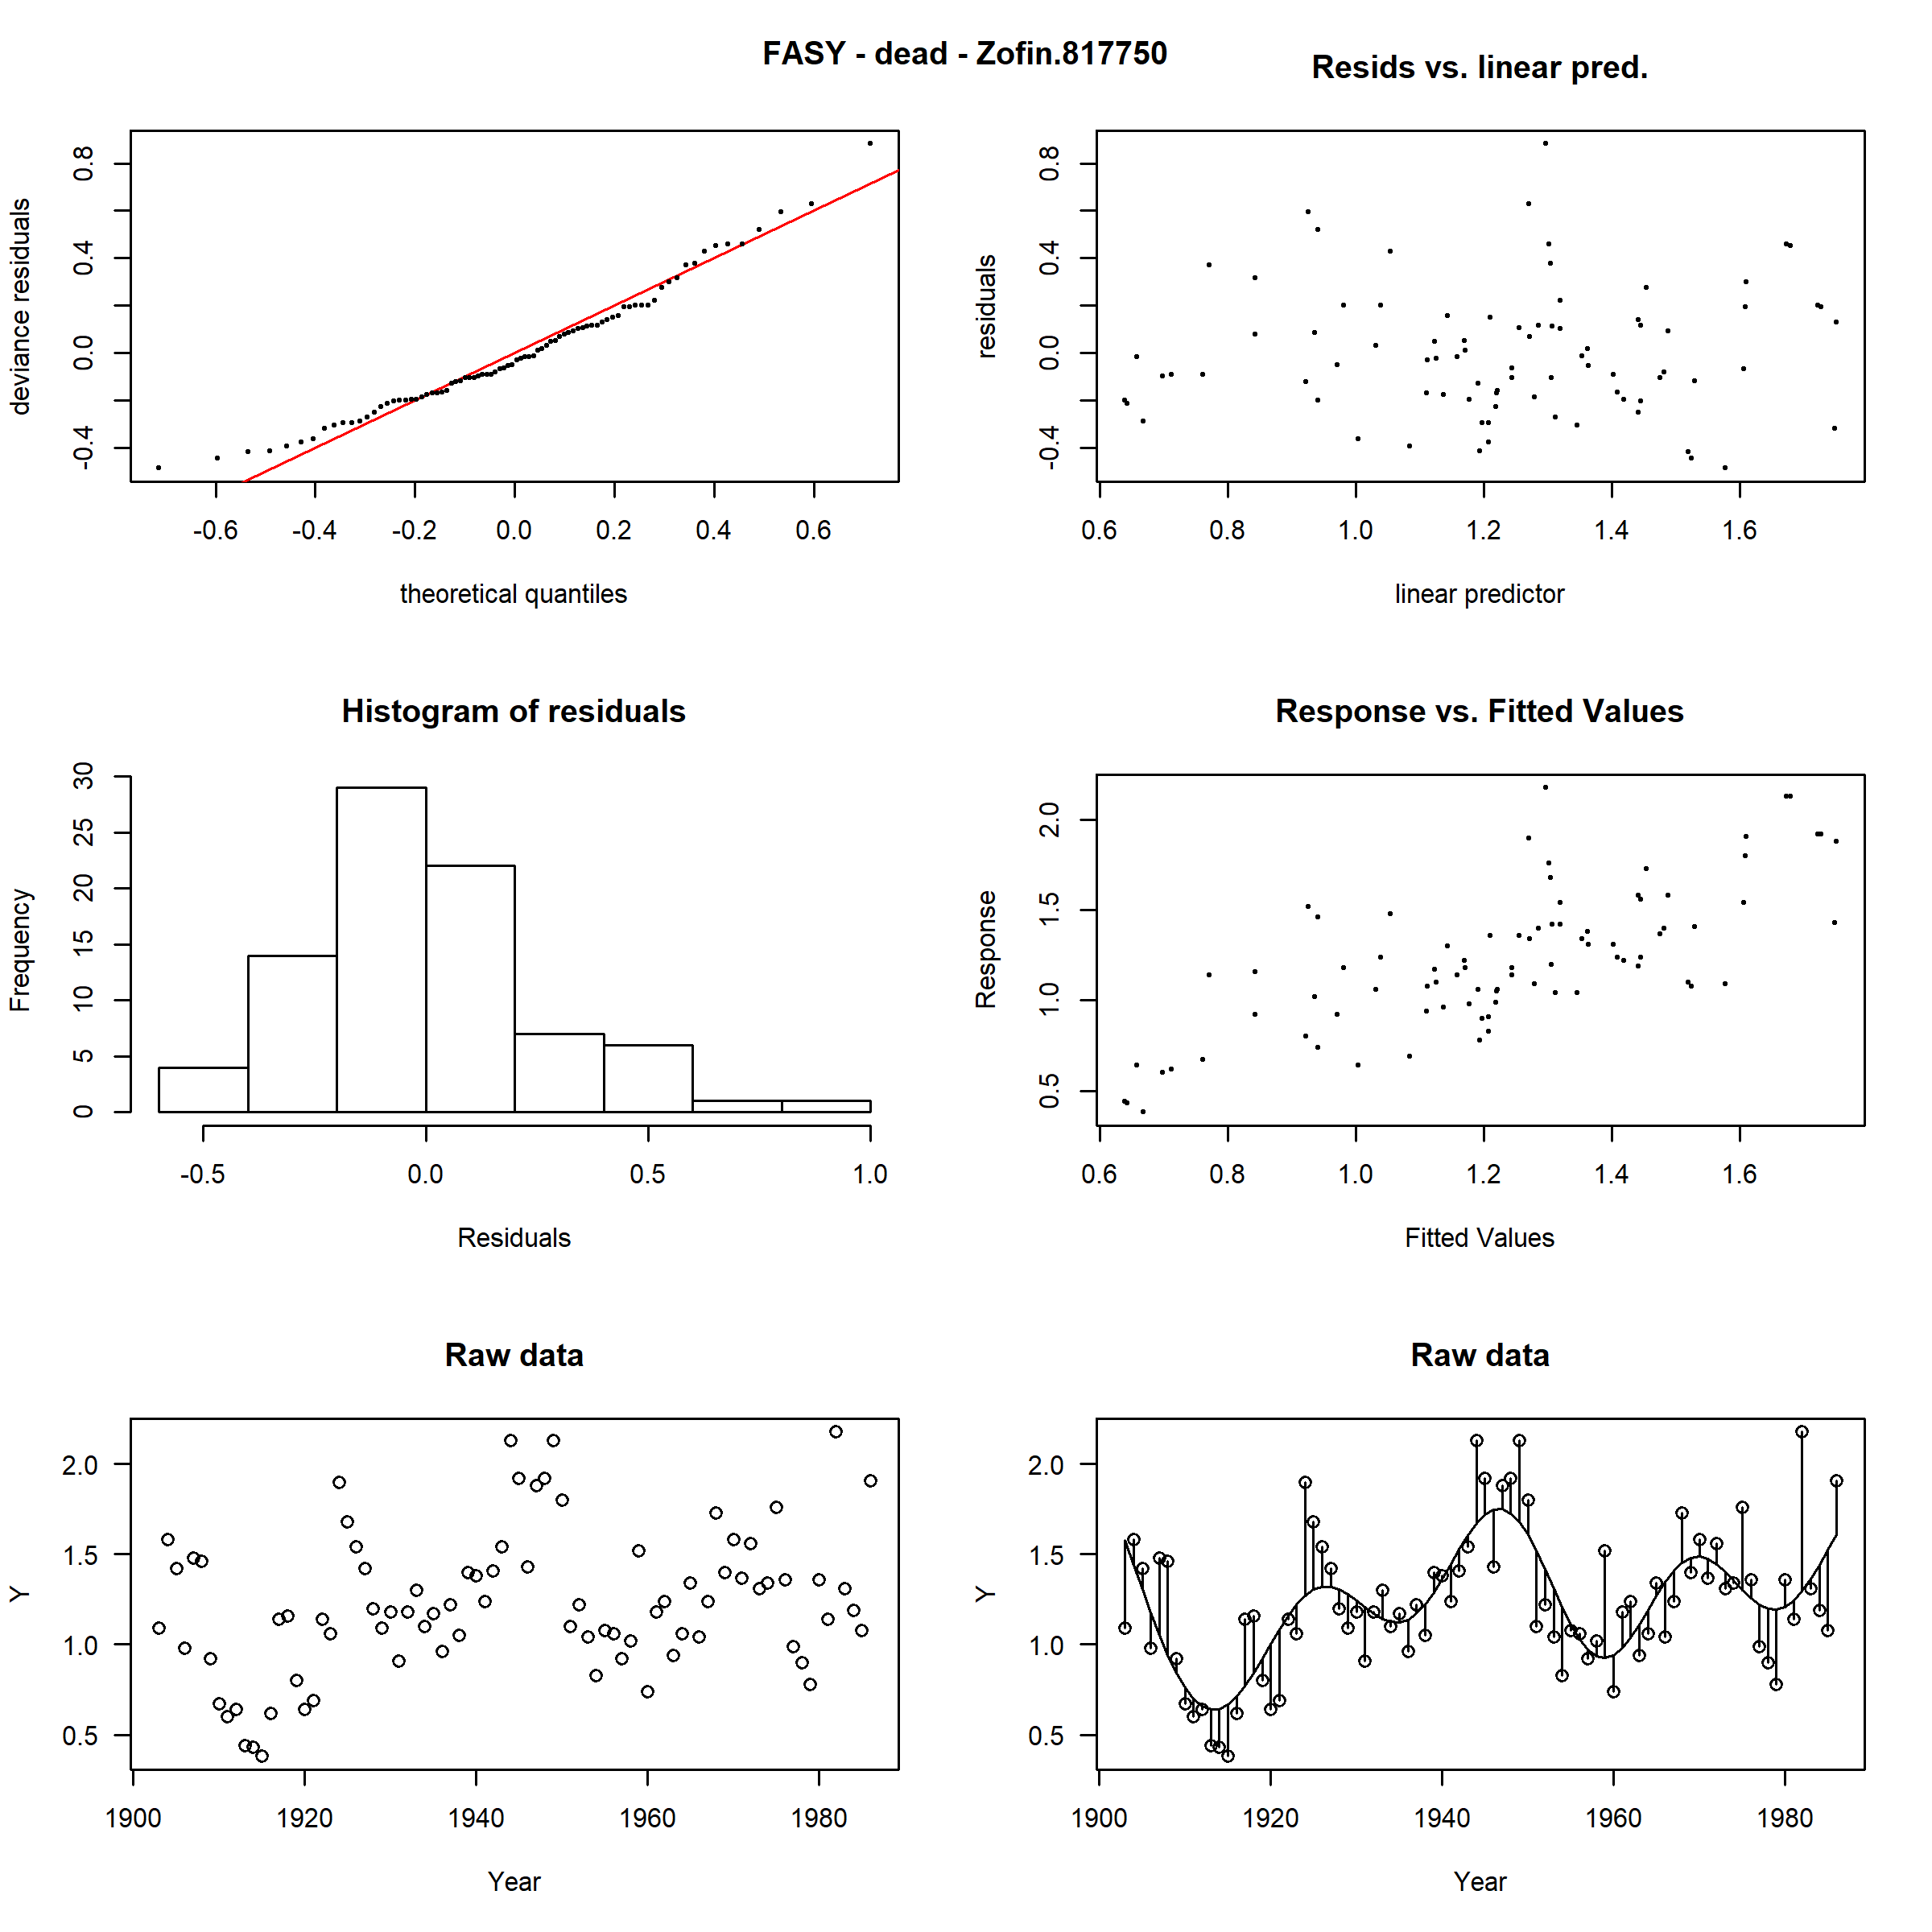 FASY - dead - Zofin.817750
Resids vs. linear pred.
deviance residuals
-0.4 0.0 0.4 0.8
-0.6 -0.4 -0.2 0.0 0.2 0.4 0.6
theoretical quantiles
residuals
-0.4 0.0 0.4 0.8
0.6 0.8 1.0 1.2 1.4 1.6
linear predictor
Histogram of residuals
Frequency
0 5 10 15 20 25 30
-0.5 0.0 0.5 1.0
Residuals
Response vs. Fitted Values
Response
0.5 1.0 1.5 2.0
0.6 0.8 1.0 1.2 1.4 1.6
Fitted Values
Raw data
Y
2.0
1.5
1.0
0.5
1900 1920 1940 1960 1980
Year
Raw data
Y
2.0
1.5
1.0
0.5
1900 1920 1940 1960 1980
Year